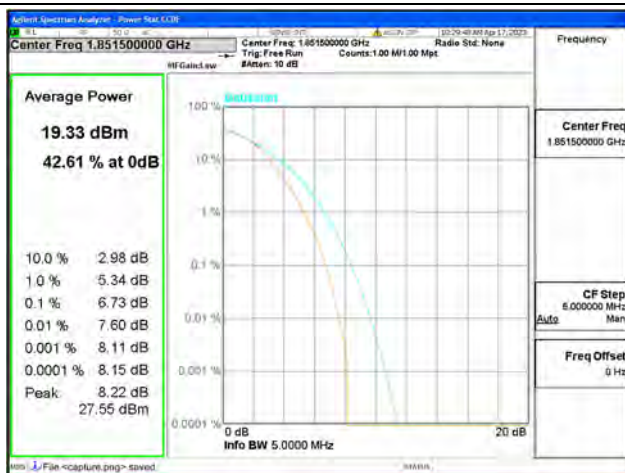 Agilent Spectrum Analyzer - Power Stat CCDF
10:29:48 AM Apr 17, 2023
Center Freq 1.851500000 GHz
Center Freq: 1.851500000 GHz
Radio Std: None
Trig: Free Run
Counts:1.00 M/1.00 Mpt
#IFGain:Low
#Atten: 10 dB
Frequency
Average Power
19.33 dBm
42.61 % at 0dB
10.0 % 2.98 dB
1.0 % 5.34 dB
0.1 % 6.73 dB
0.01 % 7.60 dB
0.001 % 8.11 dB
0.0001 % 8.15 dB
Peak 8.22 dB
27.55 dBm
Gaussian
100 %
10 %
1 %
0.1 %
0.01 %
0.001 %
0.0001 %
0 dB
20 dB
Info BW 5.0000 MHz
Center Freq
1.851500000 GHz
CF Step
5.000000 MHz
Auto Man
Freq Offset
0 Hz
MSG
File <capture.png> saved
STATUS